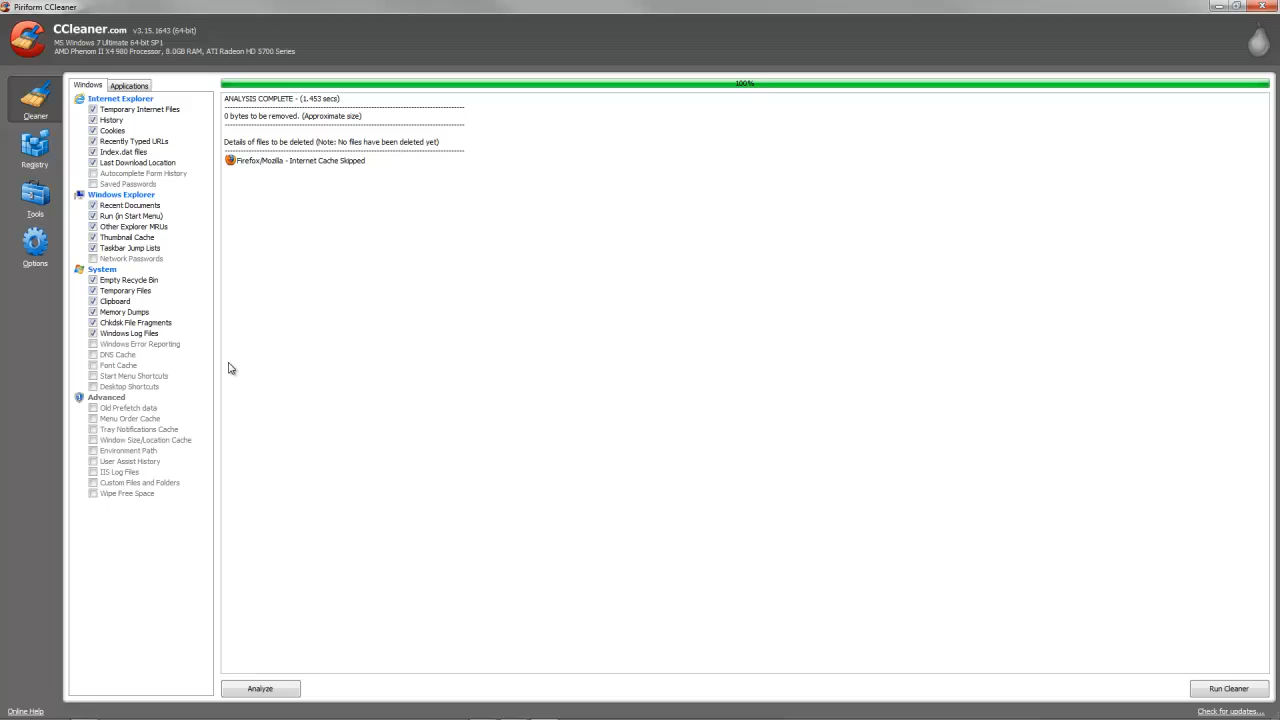 Piriform CCleaner
CCleaner.com v3.15.1643 (64-bit)
MS Windows 7 Ultimate 64-bit SP1
AMD Phenom II X4 980 Processor, 8.0GB RAM, ATI Radeon HD 5700 Series
Cleaner
Registry
Tools
Options
Windows
Applications
Internet Explorer
Temporary Internet Files
History
Cookies
Recently Typed URLs
Index.dat files
Last Download Location
Autocomplete Form History
Saved Passwords
Windows Explorer
Recent Documents
Run (in Start Menu)
Other Explorer MRUs
Thumbnail Cache
Taskbar Jump Lists
Network Passwords
System
Empty Recycle Bin
Temporary Files
Clipboard
Memory Dumps
Chkdsk File Fragments
Windows Log Files
Windows Error Reporting
DNS Cache
Font Cache
Start Menu Shortcuts
Desktop Shortcuts
Advanced
Old Prefetch data
Menu Order Cache
Tray Notifications Cache
Window Size/Location Cache
Environment Path
User Assist History
IIS Log Files
Custom Files and Folders
Wipe Free Space
100%
ANALYSIS COMPLETE - (1.453 secs)
0 bytes to be removed. (Approximate size)
Details of files to be deleted (Note: No files have been deleted yet)
Firefox/Mozilla - Internet Cache Skipped
Analyze
Run Cleaner
Online Help
Check for updates...